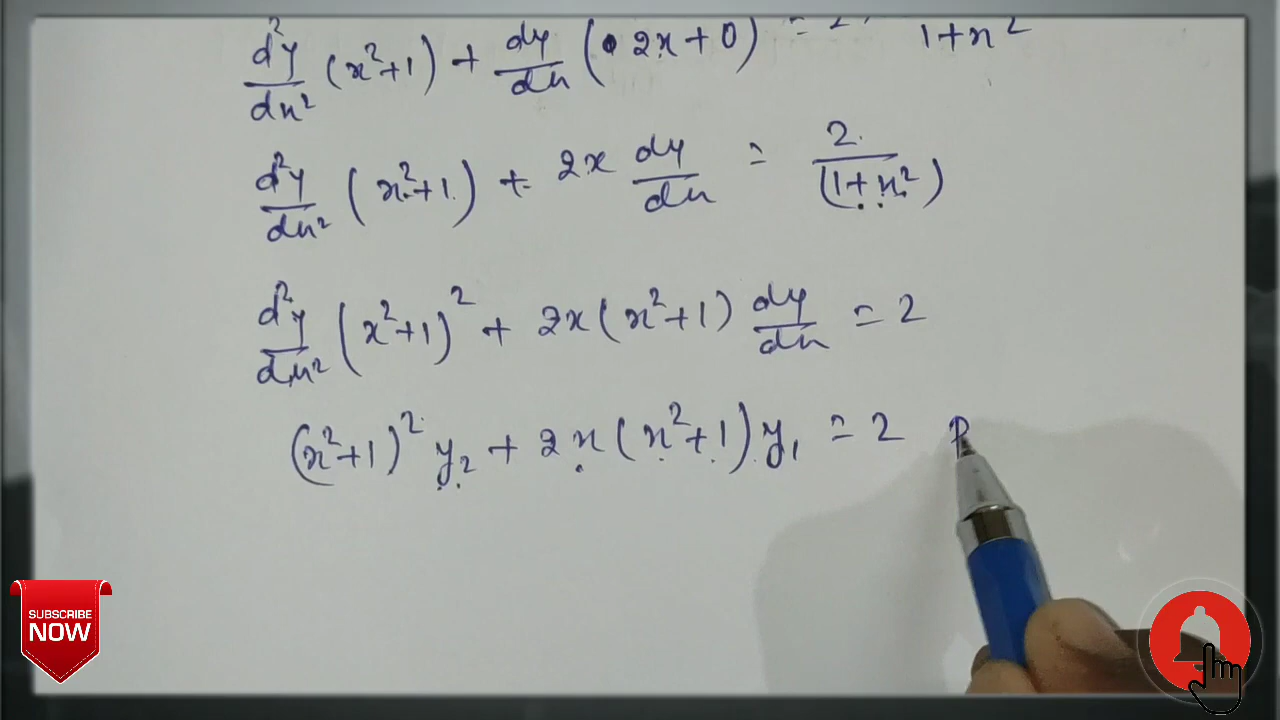 d²y/dx² (x²+1) + dy/dx (2x+0) = 2 1+x²
d²y/dx² (x²+1) + 2x dy/dx = 2/(1+x²)
d²y/dx² (x²+1)² + 2x(x²+1) dy/dx = 2
(x²+1)² y₂ + 2x(x²+1)y₁ = 2
SUBSCRIBE
NOW